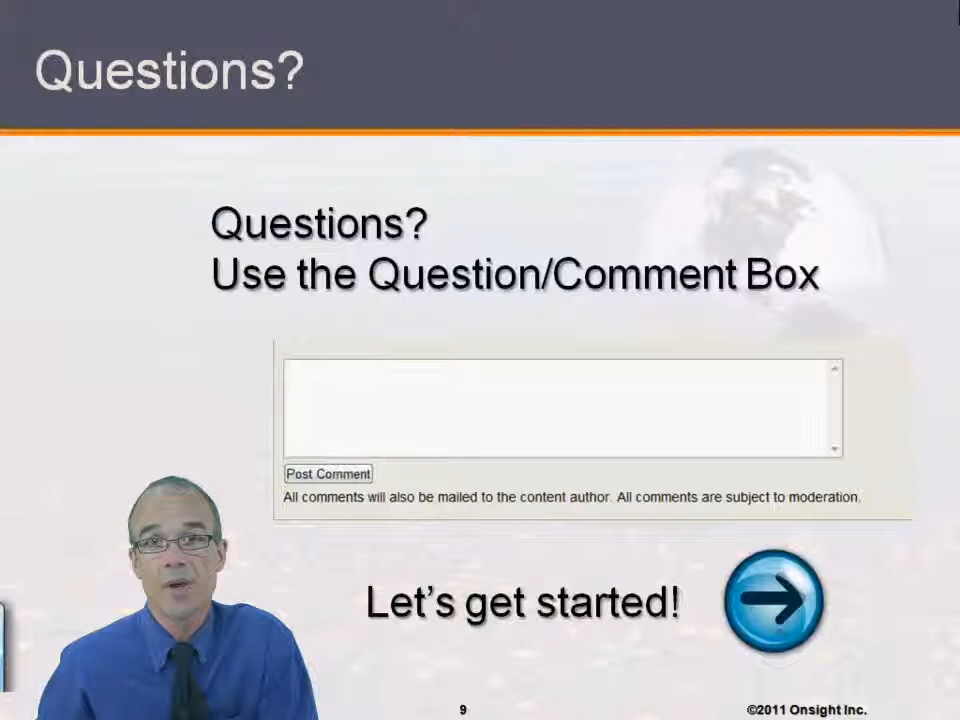 Questions?
Questions?
Use the Question/Comment Box
Post Comment
All comments will also be mailed to the content author. All comments are subject to moderation.
Let's get started!
9
©2011 Onsight Inc.